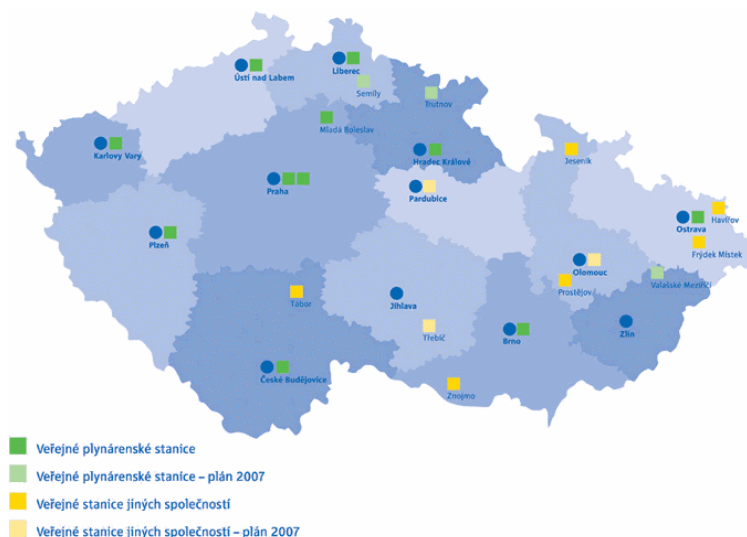 Ústí nad Labem
Liberec
Semily
Trutnov
Mladá Boleslav
Karlovy Vary
Hradec Králové
Jeseník
Praha
Pardubice
Havířov
Ostrava
Plzeň
Frýdek Místek
Olomouc
Valašské Meziříčí
Prostějov
Tábor
Jihlava
Třebíč
Brno
Zlín
České Budějovice
Znojmo
Veřejné plynárenské stanice
Veřejné plynárenské stanice – plán 2007
Veřejné stanice jiných společností
Veřejné stanice jiných společností – plán 2007